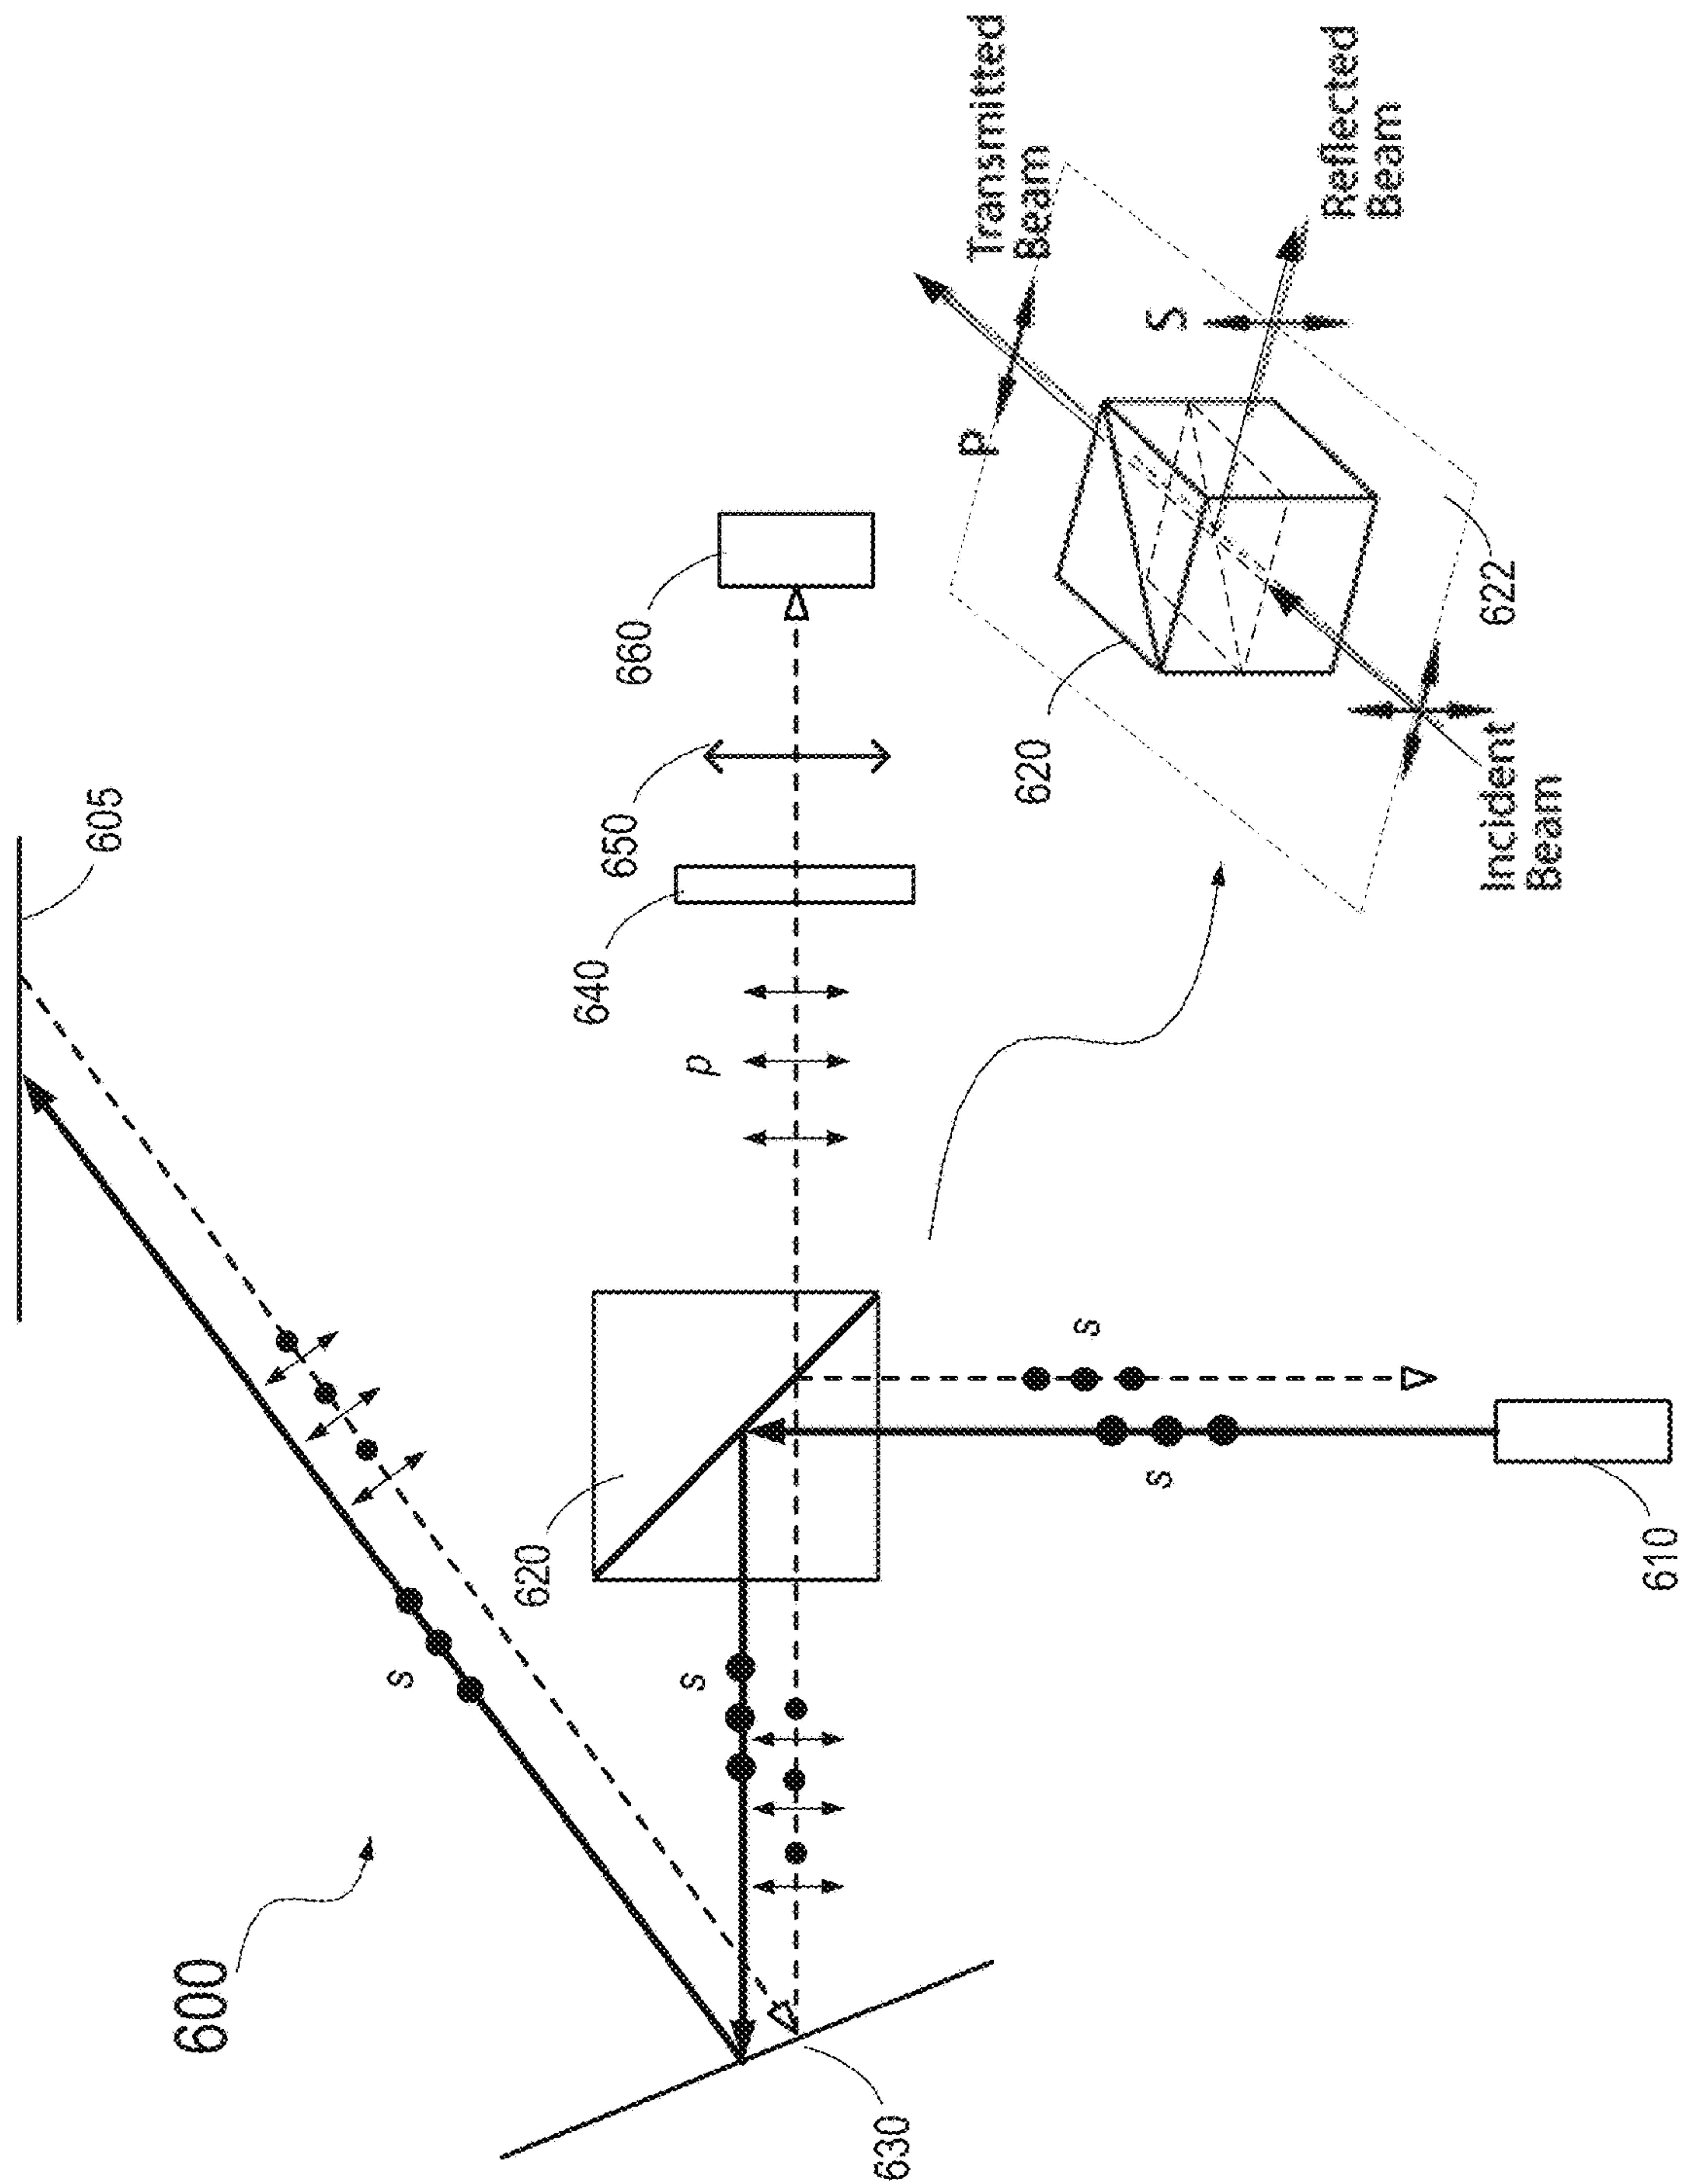 605
600
s
620
640
650
660
s
p
630
P
Transmitted
Beam
620
s
s
S
Reflected
Beam
622
Incident
Beam
610